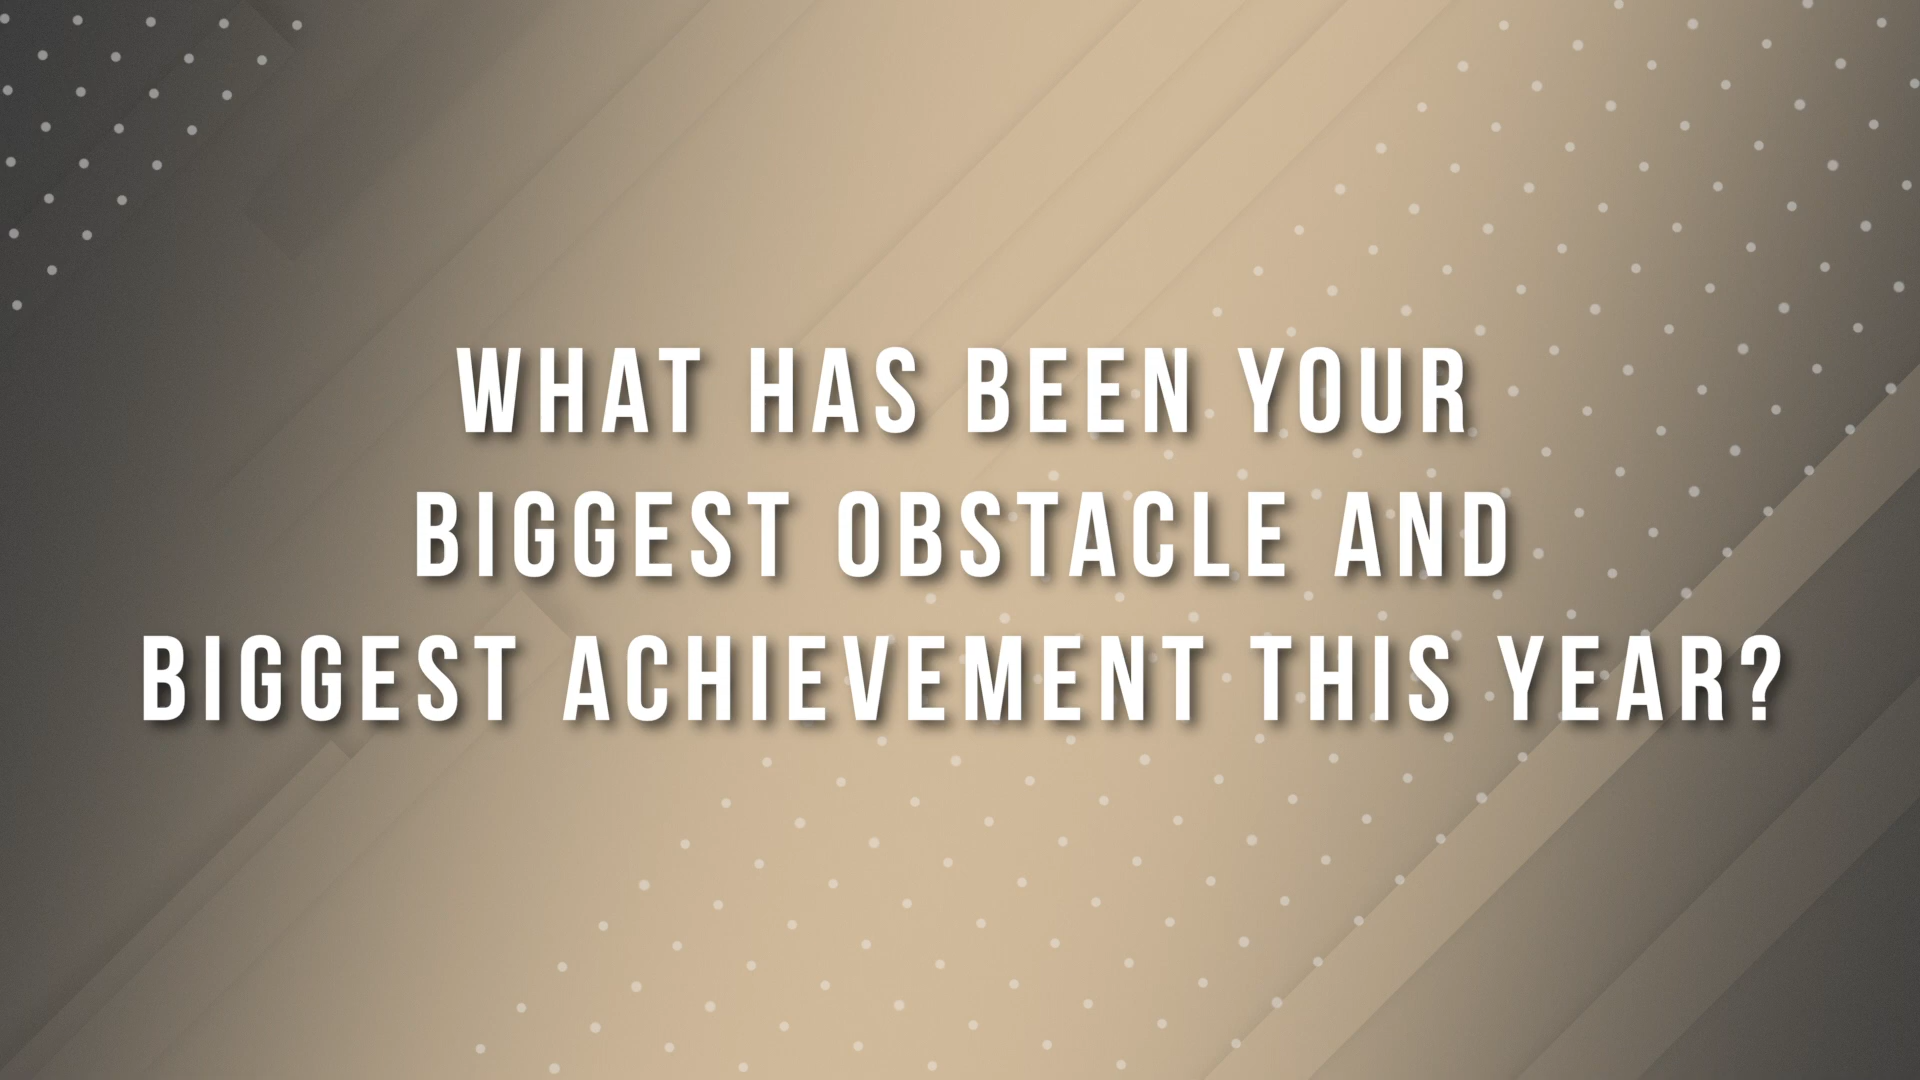 WHAT HAS BEEN YOUR
BIGGEST OBSTACLE AND
BIGGEST ACHIEVEMENT THIS YEAR?